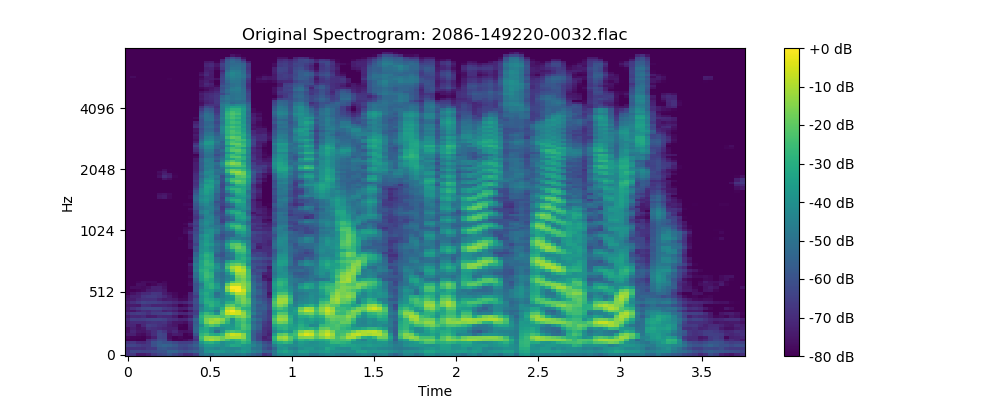 Original Spectrogram: 2086-149220-0032.flac
Hz
4096
2048
1024
512
0
0 0.5 1 1.5 2 2.5 3 3.5
Time
+0 dB
-10 dB
-20 dB
-30 dB
-40 dB
-50 dB
-60 dB
-70 dB
-80 dB